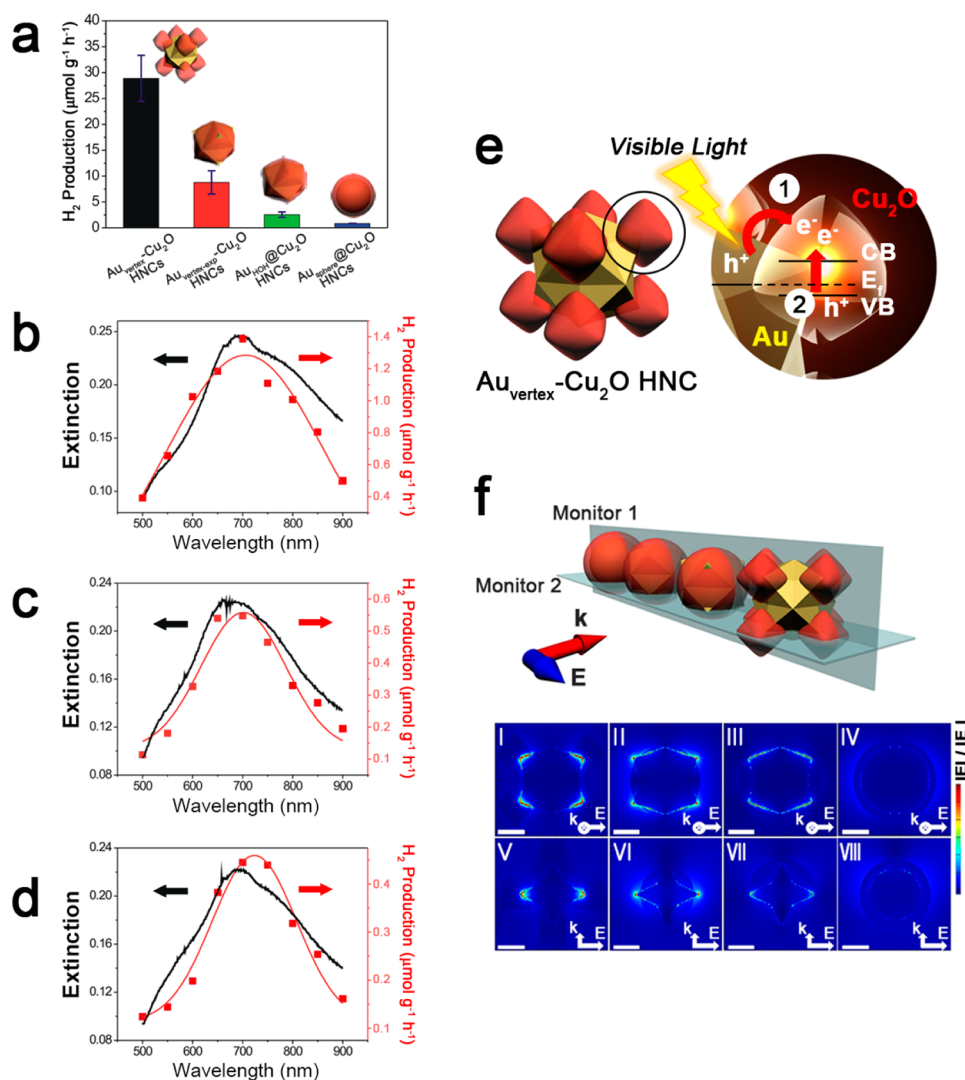 a
H₂ Production (μmol g⁻¹ h⁻¹)
40
35
30
25
20
15
10
5
0
Au_vertex-Cu₂O
HNCs
Au_vertex-exp-Cu₂O
HNCs
Au_HOH@Cu₂O
HNCs
Au_sphere@Cu₂O
HNCs
b
Extinction
0.25
0.20
0.15
0.10
500 600 700 800 900
Wavelength (nm)
1.4
1.2
1.0
0.8
0.6
0.4
H₂ Production
(μmol g⁻¹ h⁻¹)
c
Extinction
0.24
0.20
0.16
0.12
0.08
500 600 700 800 900
Wavelength (nm)
0.6
0.5
0.4
0.3
0.2
0.1
H₂ Production (μmol g⁻¹ h⁻¹)
d
Extinction
0.24
0.20
0.16
0.12
0.08
500 600 700 800 900
Wavelength (nm)
0.4
0.3
0.2
0.1
H₂ Production (μmol g⁻¹ h⁻¹)
e
Visible Light
1
Cu₂O
e⁻
e⁻
h⁺
CB
E_f
VB
2
h⁺
Au
Au_vertex-Cu₂O HNC
f
Monitor 1
Monitor 2
k
E
I II III IV
k E k E k E k E
V VI VII VIII
k E k E k E k E